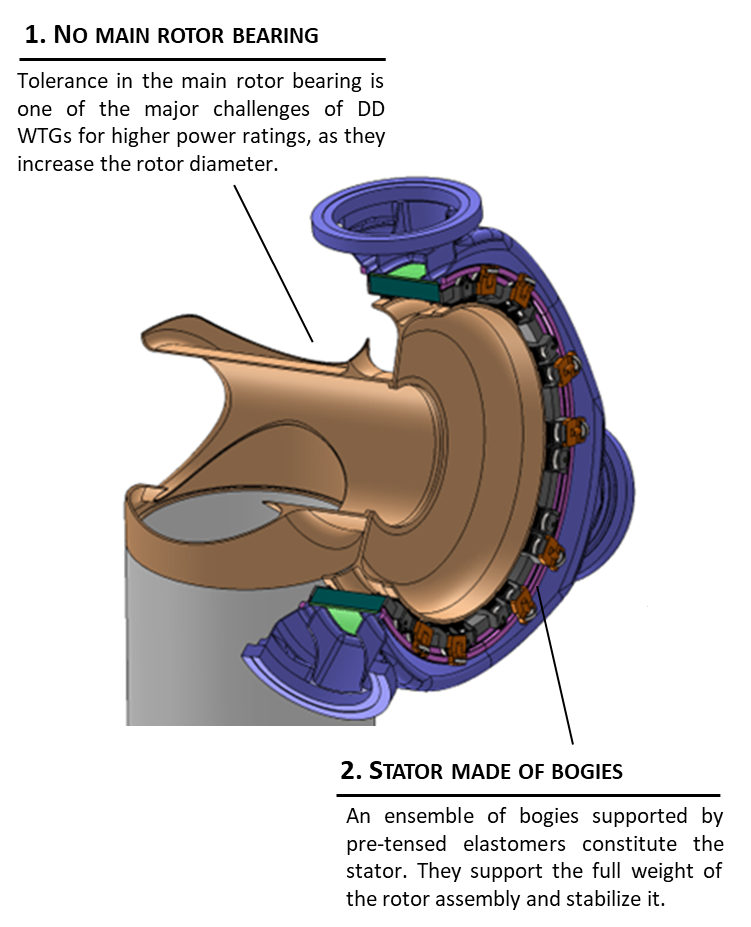 1. NO MAIN ROTOR BEARING
Tolerance in the main rotor bearing is
one of the major challenges of DD
WTGs for higher power ratings, as they
increase the rotor diameter.
2. STATOR MADE OF BOGIES
An ensemble of bogies supported by
pre-tensed elastomers constitute the
stator. They support the full weight of
the rotor assembly and stabilize it.